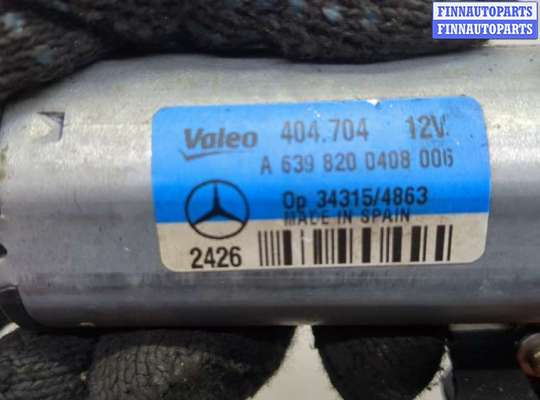 FINNAUTOPARTS
FINNAUTOPARTS
Valeo 404.704 12V.
A 639 820 0408 006
Op 34315/4863
MADE IN SPAIN
2426